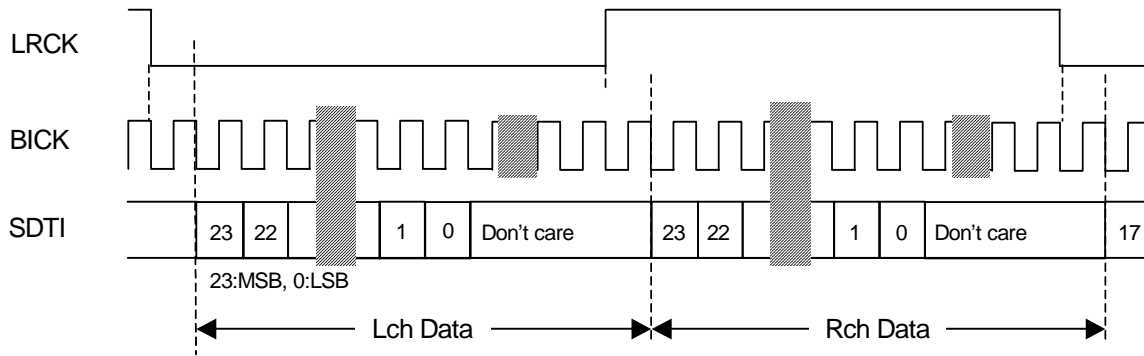 LRCK
BICK
SDTI 23 22 1 0 Don't care 23 22 1 0 Don't care 17
23:MSB, 0:LSB
Lch Data Rch Data